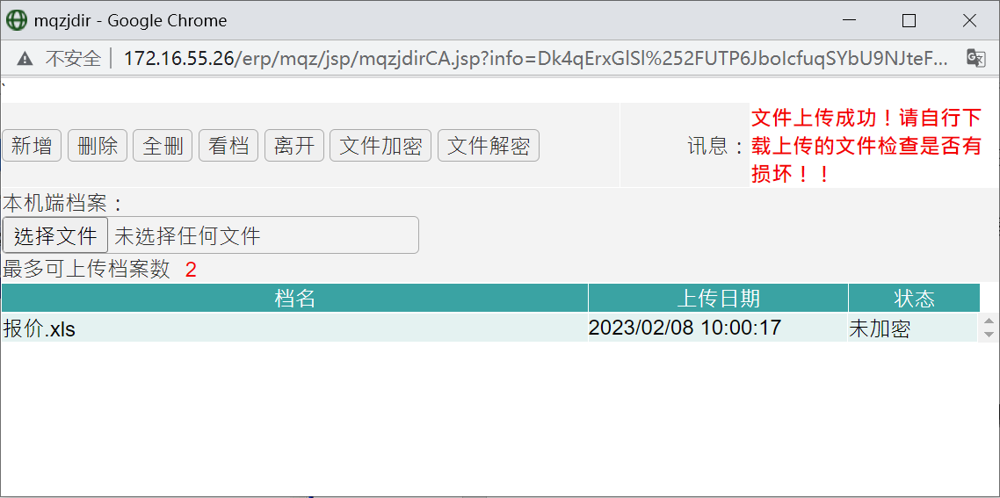 mqzjdir - Google Chrome
不安全 172.16.55.26/erp/mqz/jsp/mqzjdirCA.jsp?info=Dk4qErxGlSl%252FUTP6JboIcfuqSYbU9NJteF...
`
新增 删除 全删 看档 离开 文件加密 文件解密 讯息：
文件上传成功！请自行下
载上传的文件检查是否有
损坏！！
本机端档案：
选择文件 未选择任何文件
最多可上传档案数 2
档名 上传日期 状态
报价.xls 2023/02/08 10:00:17 未加密